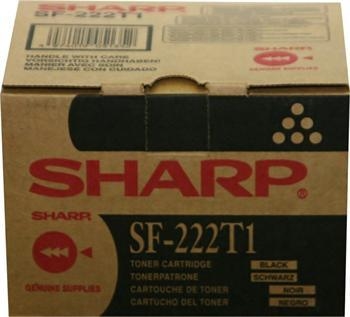 SHARP
SF-222T1
HANDLE WITH CARE
VORSICHTIG HANDHABEN!
MANIER AVEC SOIN
MANEJESE CON CUIDADO
GENUINE SUPPLIES
SHARP®
SHARP
GENUINE SUPPLIES
SF-222T1
TONER CARTRIDGE BLACK
TONERPATRONE SCHWARZ
CARTOUCHE DE TONER NOIR
CARTUCHO DEL TONER NEGRO